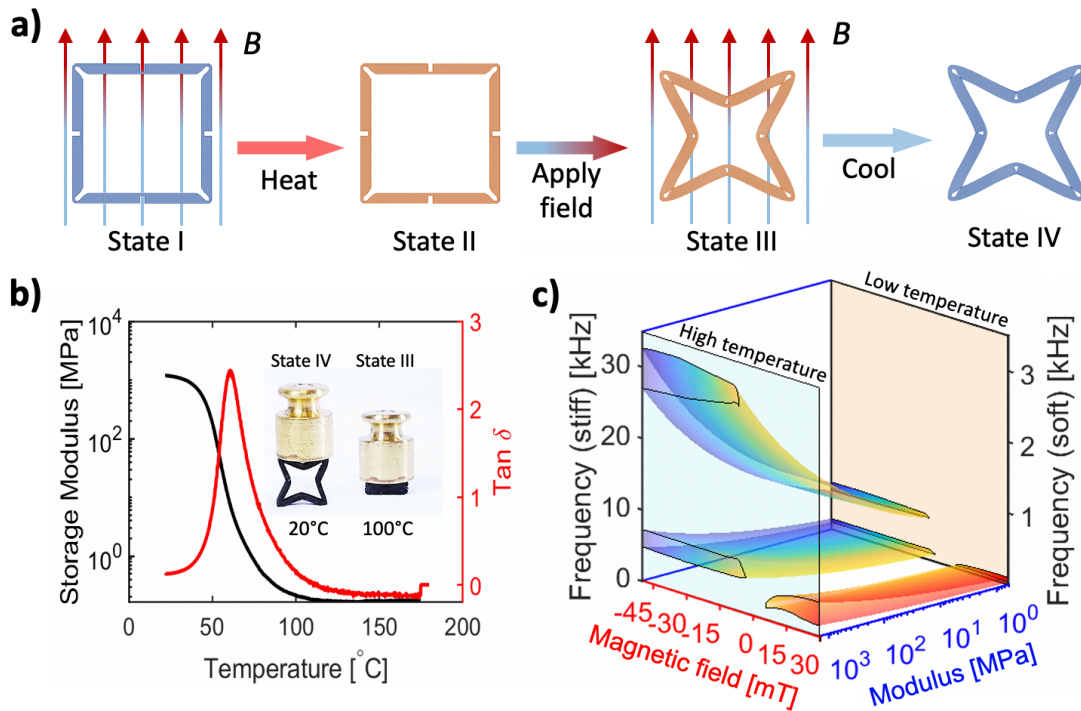 a)
B
B
Heat
Apply
field
Cool
State I
State II
State III
State IV
b)
Storage Modulus [MPa]
10⁴
10²
10⁰
3
2
1
0
Tan δ
State IV
State III
20°C
100°C
0
50
100
150
200
Temperature [°C]
c)
Low temperature
High temperature
Frequency (stiff) [kHz]
30
20
10
0
Frequency (soft) [kHz]
3
2
1
0
-45
-30
-15
0
15
30
Magnetic field [mT]
10³
10²
10¹
10⁰
Modulus [MPa]